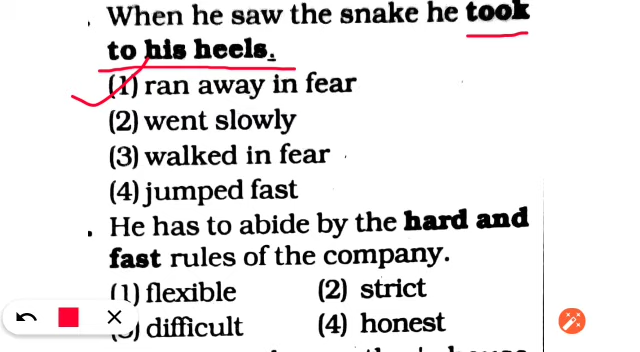 . When he saw the snake he took
to his heels.
(1) ran away in fear
(2) went slowly
(3) walked in fear
(4) jumped fast
. He has to abide by the hard and
fast rules of the company.
(1) flexible (2) strict
difficult (4) honest